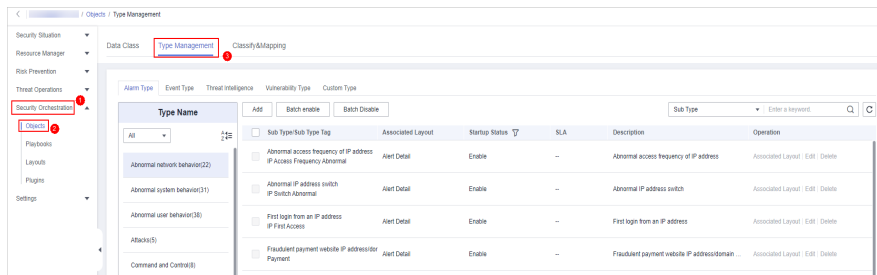 / Objects / Type Management
Security Situation
Resource Manager
Risk Prevention
Threat Operations
Security Orchestration
1
Objects
2
Playbooks
Layouts
Plugins
Settings
Data Class
Type Management
3
Classify&Mapping
Alarm Type
Event Type
Threat Intelligence
Vulnerability Type
Custom Type
Type Name
All
Abnormal network behavior(22)
Abnormal system behavior(31)
Abnormal user behavior(38)
Attacks(5)
Command and Control(8)
Add
Batch enable
Batch Disable
Sub Type
Enter a keyword.
Sub Type/Sub Type Tag
Associated Layout
Startup Status
SLA
Description
Operation
Abnormal access frequency of IP address
IP Access Frequency Abnormal
Alert Detail
Enable
--
Abnormal access frequency of IP address
Associated Layout
Edit
Delete
Abnormal IP address switch
IP Switch Abnormal
Alert Detail
Enable
--
Abnormal IP address switch
Associated Layout
Edit
Delete
First login from an IP address
IP First Access
Alert Detail
Enable
--
First login from an IP address
Associated Layout
Edit
Delete
Fraudulent payment website IP address/dor
Payment
Alert Detail
Enable
--
Fraudulent payment website IP address/domain ...
Associated Layout
Edit
Delete